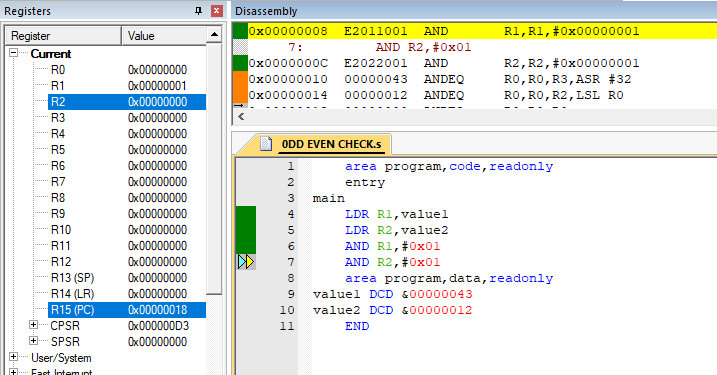 Registers
Register Value
Current
R0 0x00000000
R1 0x00000001
R2 0x00000000
R3 0x00000000
R4 0x00000000
R5 0x00000000
R6 0x00000000
R7 0x00000000
R8 0x00000000
R9 0x00000000
R10 0x00000000
R11 0x00000000
R12 0x00000000
R13 (SP) 0x00000000
R14 (LR) 0x00000000
R15 (PC) 0x00000018
CPSR 0x000000D3
SPSR 0x00000000
User/System
Fast Interrupt
Disassembly
0x00000008 E2011001 AND R1,R1,#0x00000001
7: AND R2,#0x01
0x0000000C E2022001 AND R2,R2,#0x00000001
0x00000010 00000043 ANDEQ R0,R0,R3,ASR #32
0x00000014 00000012 ANDEQ R0,R0,R2,LSL R0
0DD EVEN CHECK.s
1 area program,code,readonly
2 entry
3 main
4 LDR R1,value1
5 LDR R2,value2
6 AND R1,#0x01
7 AND R2,#0x01
8 area program,data,readonly
9 value1 DCD &00000043
10 value2 DCD &00000012
11 END